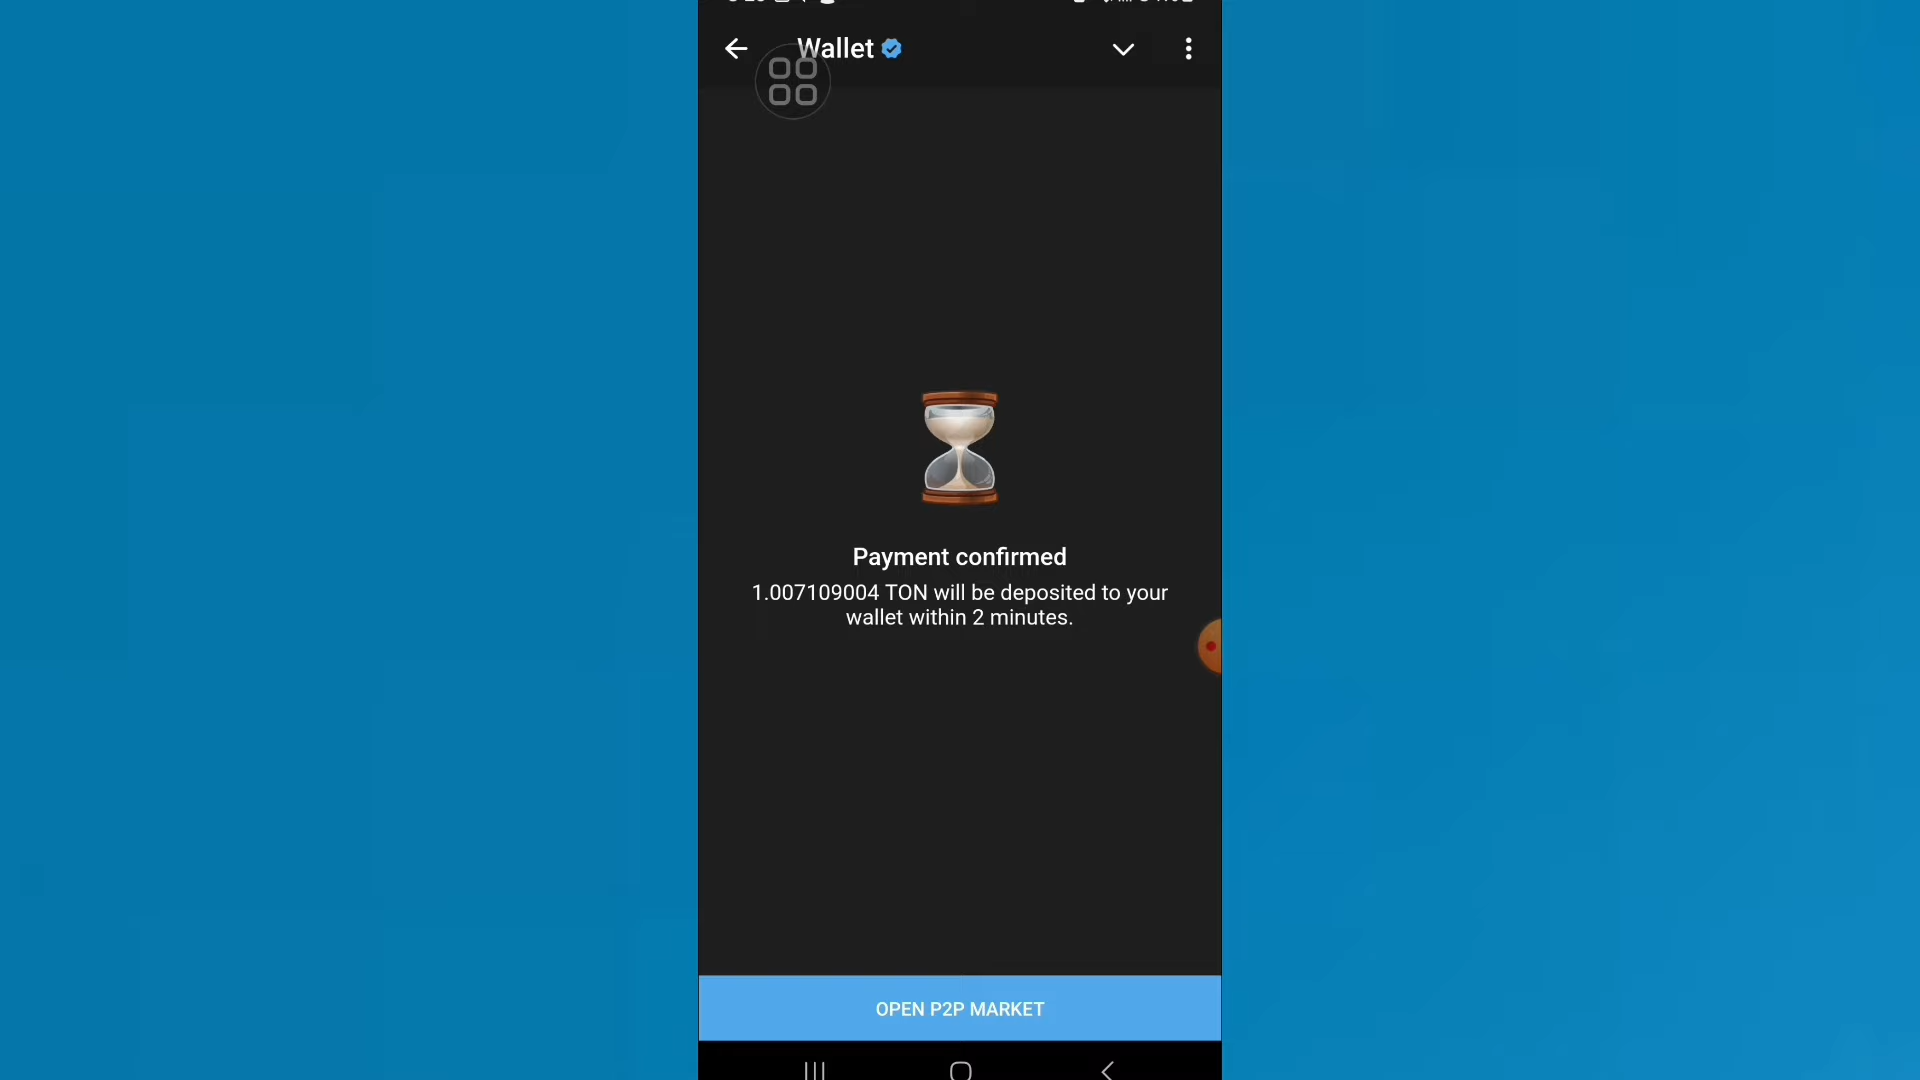 Wallet
Payment confirmed
1.007109004 TON will be deposited to your
wallet within 2 minutes.
OPEN P2P MARKET